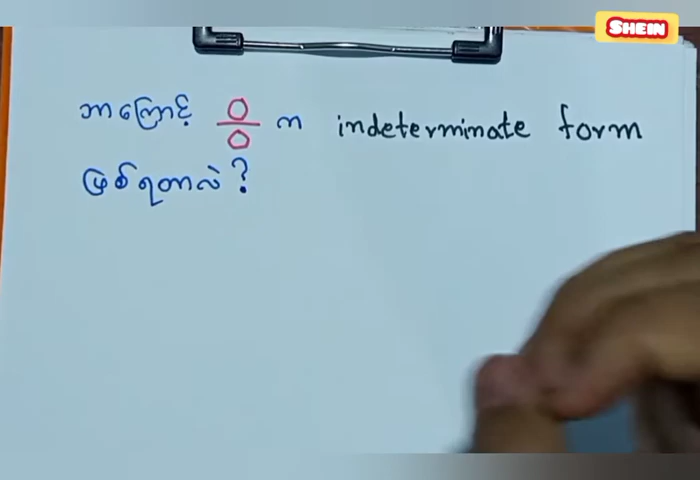 SHEIN
ဘာကြောင့် 0/0 က indeterminate form
ဖြစ်ရတာလဲ?